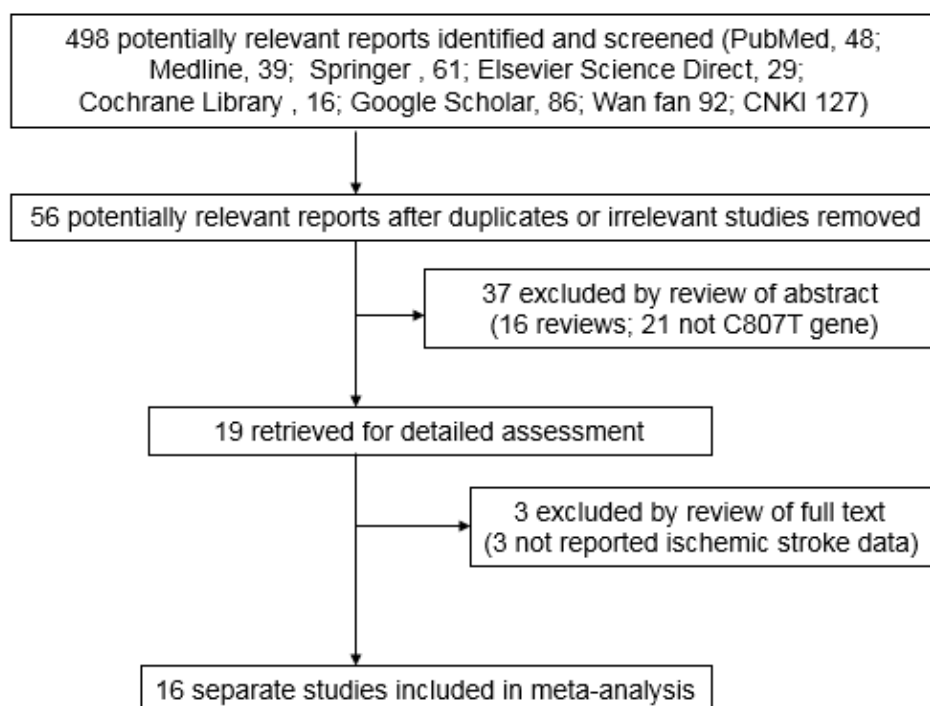 498 potentially relevant reports identified and screened (PubMed, 48;
Medline, 39; Springer , 61; Elsevier Science Direct, 29;
Cochrane Library , 16; Google Scholar, 86; Wan fan 92; CNKI 127)
56 potentially relevant reports after duplicates or irrelevant studies removed
37 excluded by review of abstract
(16 reviews; 21 not C807T gene)
19 retrieved for detailed assessment
3 excluded by review of full text
(3 not reported ischemic stroke data)
16 separate studies included in meta-analysis